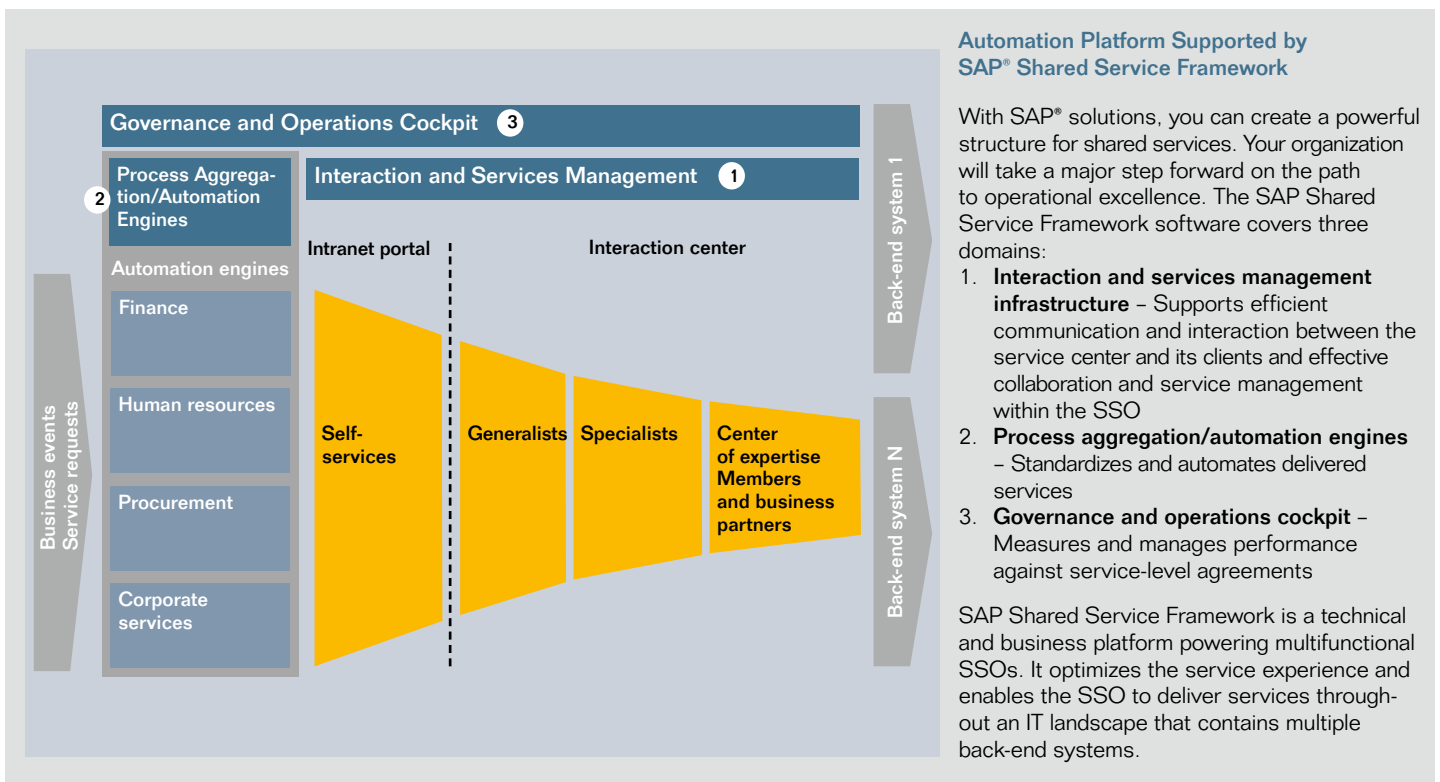 Governance and Operations Cockpit 3
2
Process Aggrega-
tion/Automation
Engines
Interaction and Services Management 1
Automation engines
Finance
Human resources
Procurement
Corporate
services
Business events
Service requests
Intranet portal
Interaction center
Self-
services
Generalists
Specialists
Center
of expertise
Members
and business
partners
Back-end system 1
Back-end system N
Automation Platform Supported by
SAP® Shared Service Framework
With SAP® solutions, you can create a powerful
structure for shared services. Your organization
will take a major step forward on the path
to operational excellence. The SAP Shared
Service Framework software covers three
domains:
1. Interaction and services management
infrastructure – Supports efficient
communication and interaction between the
service center and its clients and effective
collaboration and service management
within the SSO
2. Process aggregation/automation engines
– Standardizes and automates delivered
services
3. Governance and operations cockpit –
Measures and manages performance
against service-level agreements
SAP Shared Service Framework is a technical
and business platform powering multifunctional
SSOs. It optimizes the service experience and
enables the SSO to deliver services through-
out an IT landscape that contains multiple
back-end systems.